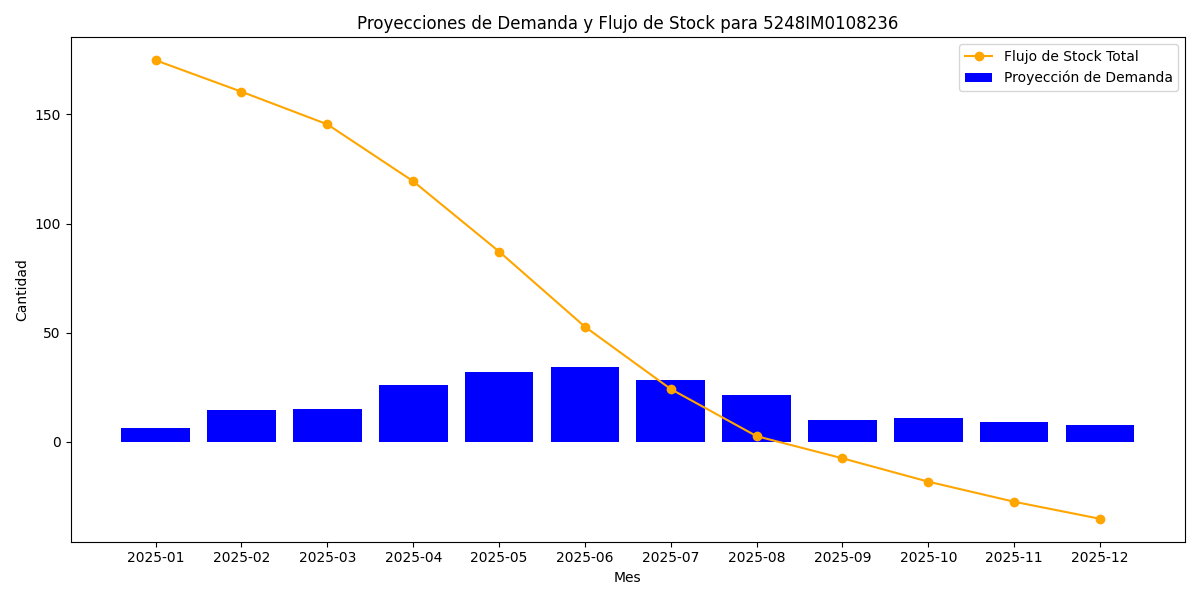 Proyecciones de Demanda y Flujo de Stock para 5248IM0108236
Flujo de Stock Total
Proyección de Demanda
Cantidad
150
100
50
0
2025-01 2025-02 2025-03 2025-04 2025-05 2025-06 2025-07 2025-08 2025-09 2025-10 2025-11 2025-12
Mes